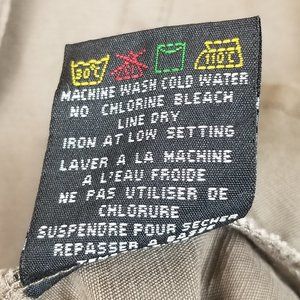 30°C 110°C
MACHINE WASH COLD WATER
NO CHLORINE BLEACH
LINE DRY
IRON AT LOW SETTING
LAVER A LA MACHINE
A L'EAU FROIDE
NE PAS UTILISER DE
CHLORURE
SUSPENDRE POUR SECHER
REPASSER A BASSE